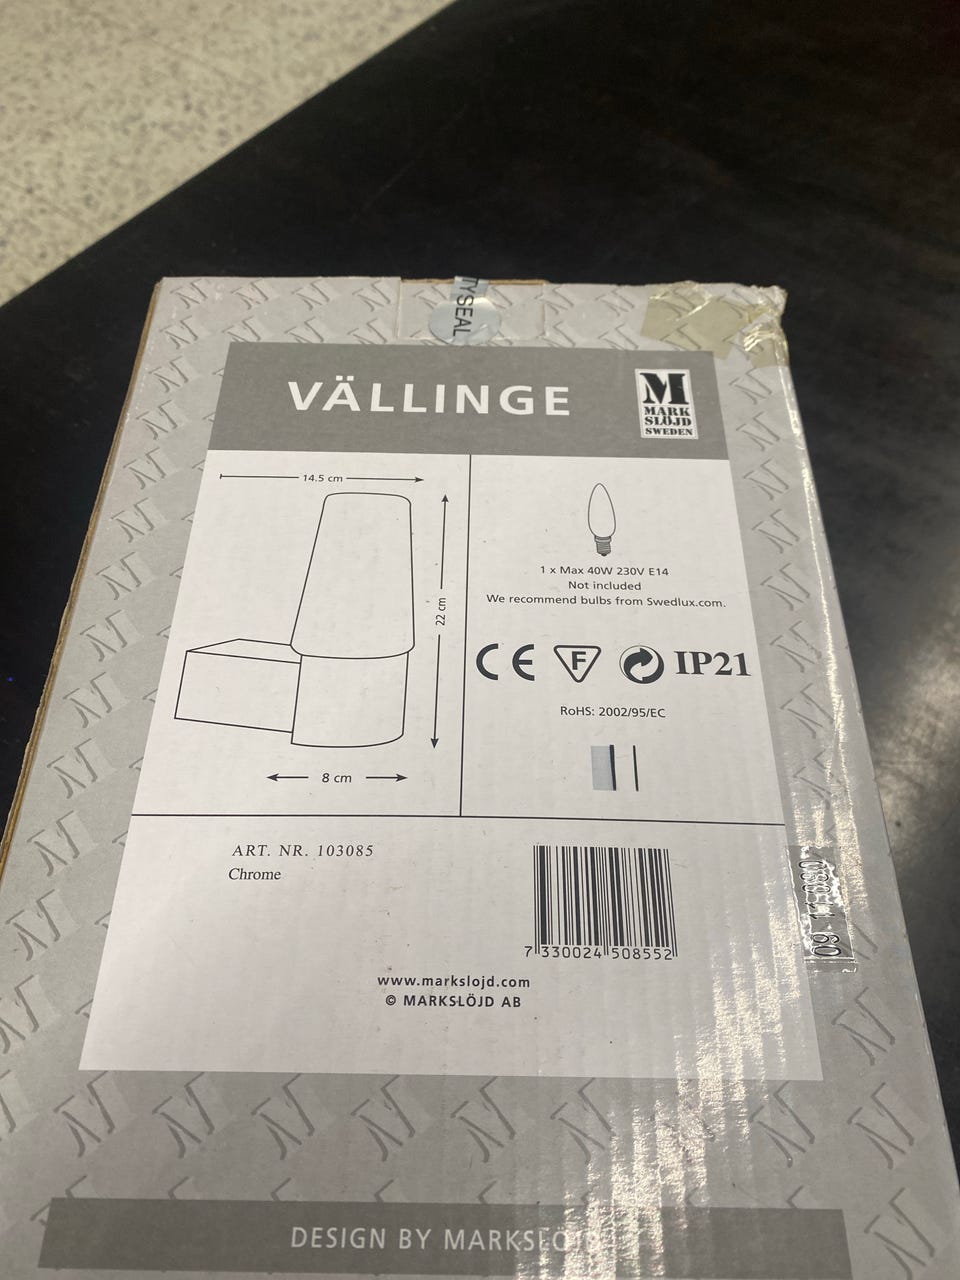 TY SEAL
VÄLLINGE
M
MARK
SLÖJD
SWEDEN
14.5 cm
22 cm
8 cm
1 x Max 40W 230V E14
Not included
We recommend bulbs from Swedlux.com.
CE F IP21
RoHS: 2002/95/EC
ART. NR. 103085
Chrome
7 330024 508552
www.markslojd.com
© MARKSLÖJD AB
DESIGN BY